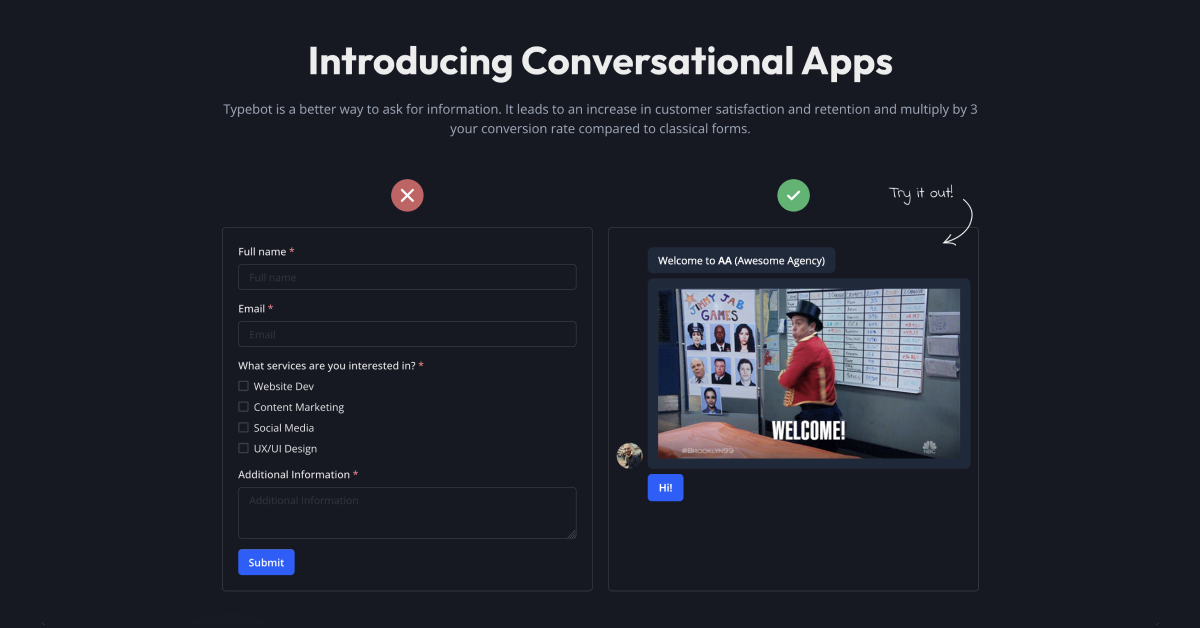 Introducing Conversational Apps
Typebot is a better way to ask for information. It leads to an increase in customer satisfaction and retention and multiply by 3
your conversion rate compared to classical forms.
Try it out!
Full name *
Full name
Email *
Email
What services are you interested in? *
Website Dev
Content Marketing
Social Media
UX/UI Design
Additional Information *
Additional Information
Submit
Welcome to AA (Awesome Agency)
JIMMY JAB
GAMES
WELCOME!
#BROOKLYN99
NBC
Hi!